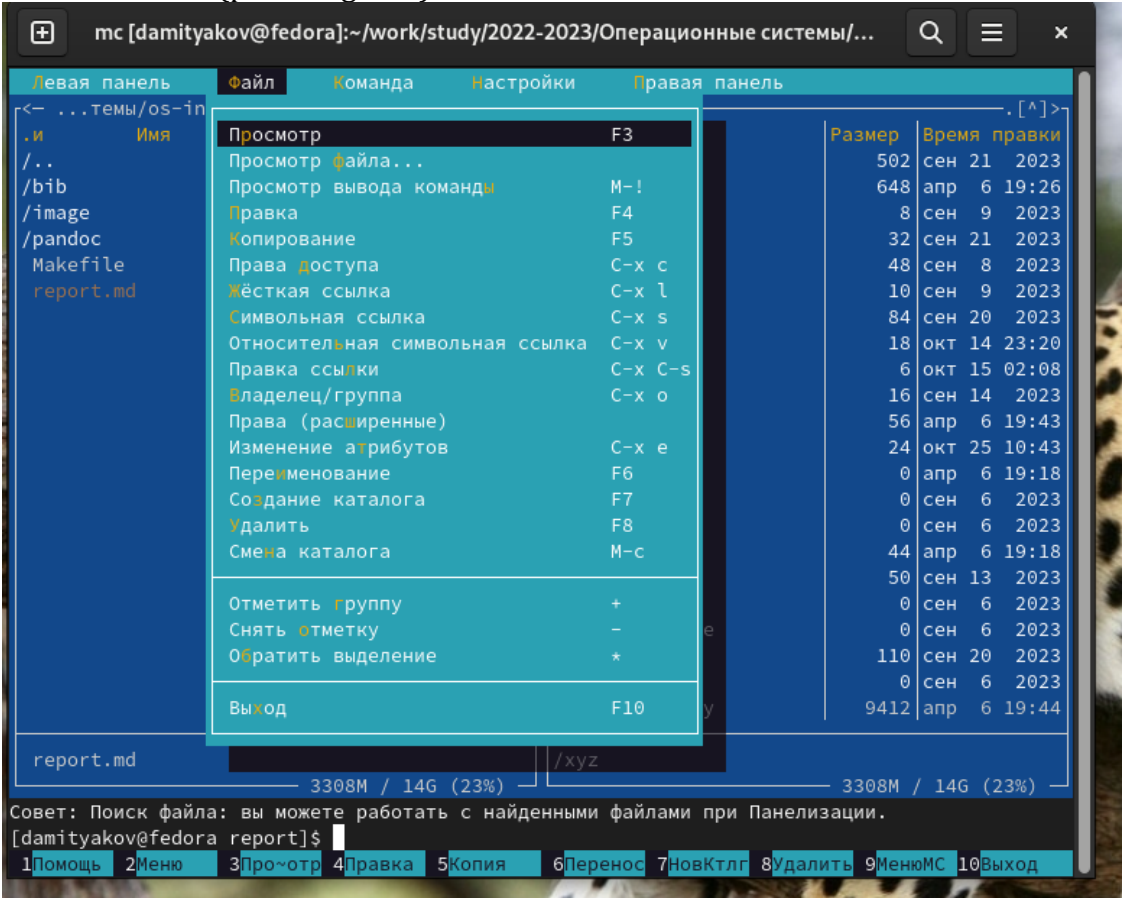 mc [damityakov@fedora]:~/work/study/2022-2023/Операционные системы/...
Левая панель Файл Команда Настройки Правая панель
<— ...темы/os-in .[^]>
.и Имя Размер Время правки
Просмотр F3
/.. Просмотр файла... 502 сен 21 2023
/bib Просмотр вывода команды M-! 648 апр 6 19:26
/image Правка F4 8 сен 9 2023
/pandoc Копирование F5 32 сен 21 2023
Makefile Права доступа C-x c 48 сен 8 2023
report.md Жёсткая ссылка C-x l 10 сен 9 2023
Символьная ссылка C-x s 84 сен 20 2023
Относительная символьная ссылка C-x v 18 окт 14 23:20
Правка ссылки C-x C-s 6 окт 15 02:08
Владелец/группа C-x o 16 сен 14 2023
Права (расширенные) 56 апр 6 19:43
Изменение атрибутов C-x e 24 окт 25 10:43
Переименование F6 0 апр 6 19:18
Создание каталога F7 0 сен 6 2023
Удалить F8 0 сен 6 2023
Смена каталога M-c 44 апр 6 19:18
50 сен 13 2023
Отметить группу + 0 сен 6 2023
Снять отметку - е 0 сен 6 2023
Обратить выделение * 110 сен 20 2023
0 сен 6 2023
Выход F10 y 9412 апр 6 19:44
report.md /xyz
3308M / 14G (23%) 3308M / 14G (23%)
Совет: Поиск файла: вы можете работать с найденными файлами при Панелизации.
[damityakov@fedora report]$
1Помощь 2Меню 3Про~отр 4Правка 5Копия 6Перенос 7НовКтлг 8Удалить 9МенюМС 10Выход